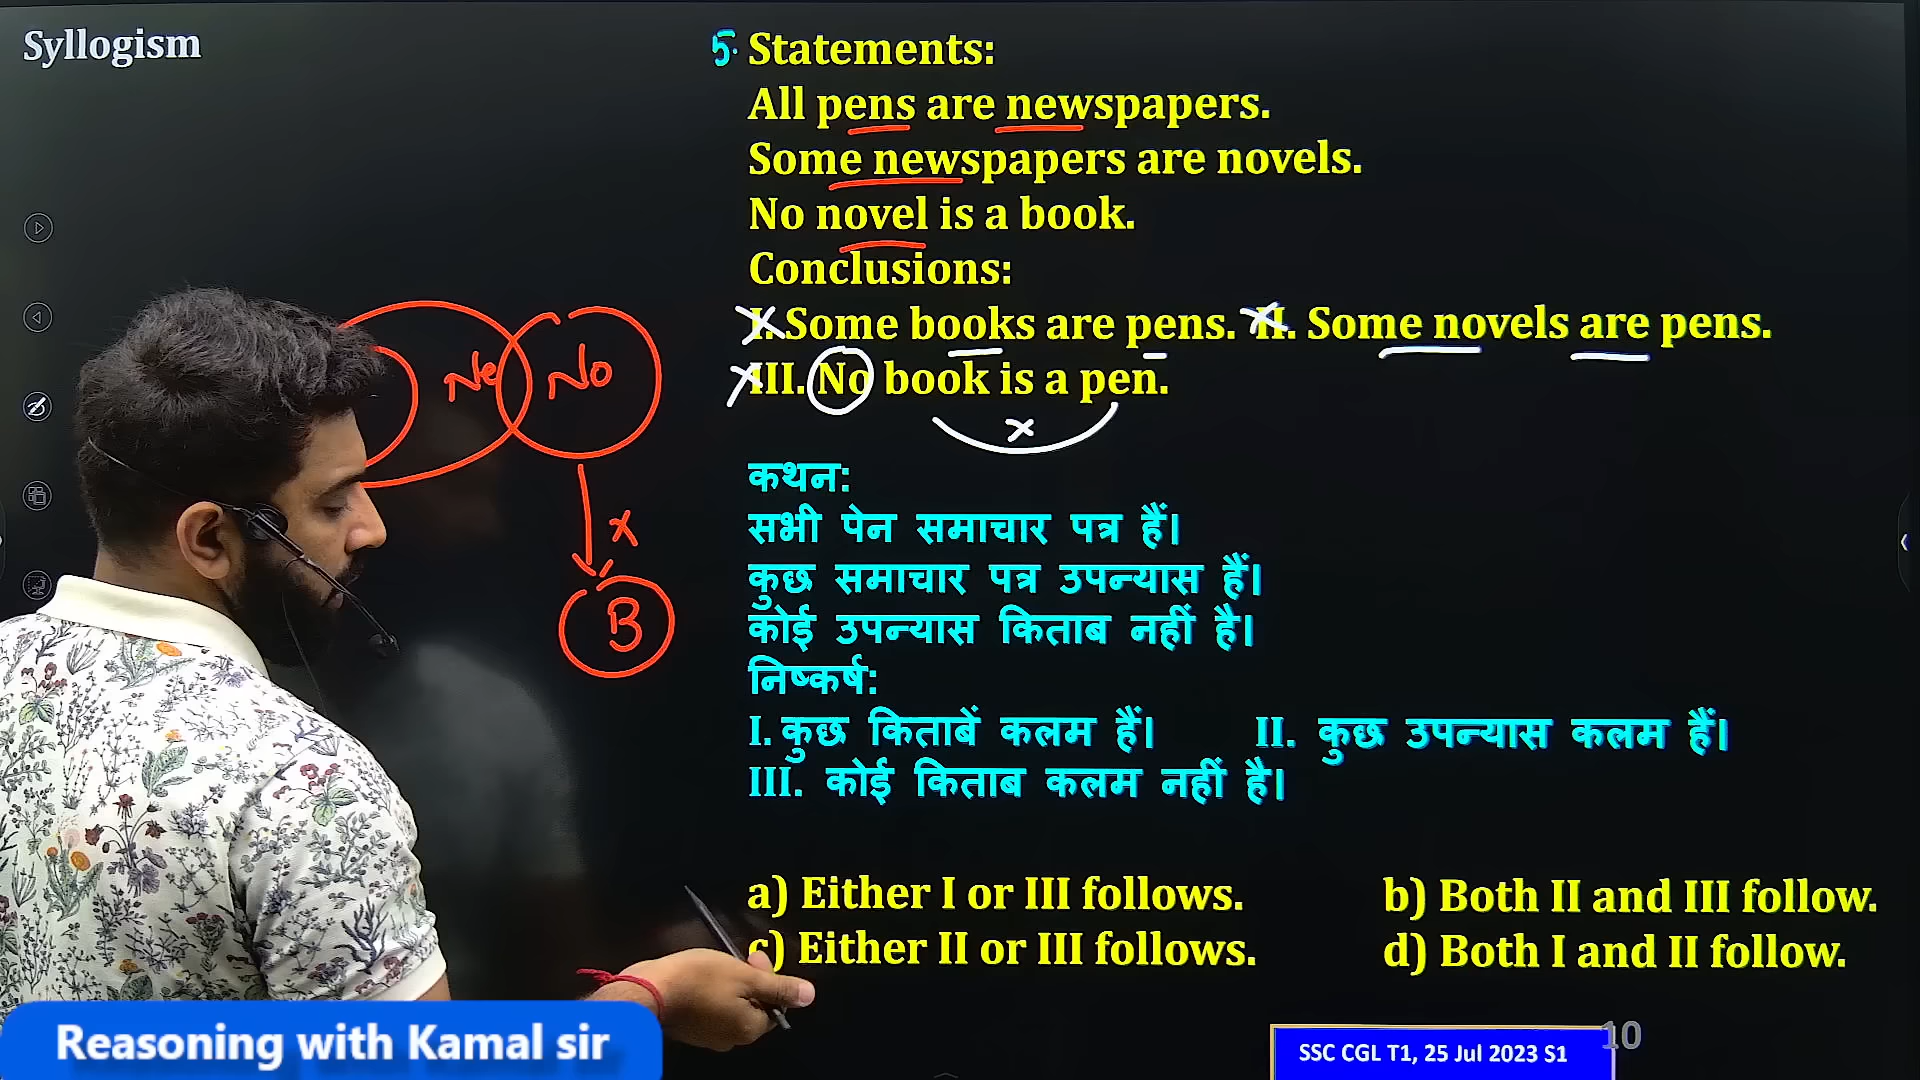 Syllogism
5. Statements:
All pens are newspapers.
Some newspapers are novels.
No novel is a book.
Conclusions:
I. Some books are pens. II. Some novels are pens.
III. No book is a pen.
x
Ne No
x
B
कथन:
सभी पेन समाचार पत्र हैं।
कुछ समाचार पत्र उपन्यास हैं।
कोई उपन्यास किताब नहीं है।
निष्कर्ष:
I. कुछ किताबें कलम हैं। II. कुछ उपन्यास कलम हैं।
III. कोई किताब कलम नहीं है।
a) Either I or III follows. b) Both II and III follow.
c) Either II or III follows. d) Both I and II follow.
Reasoning with Kamal sir
SSC CGL T1, 25 Jul 2023 S1
10